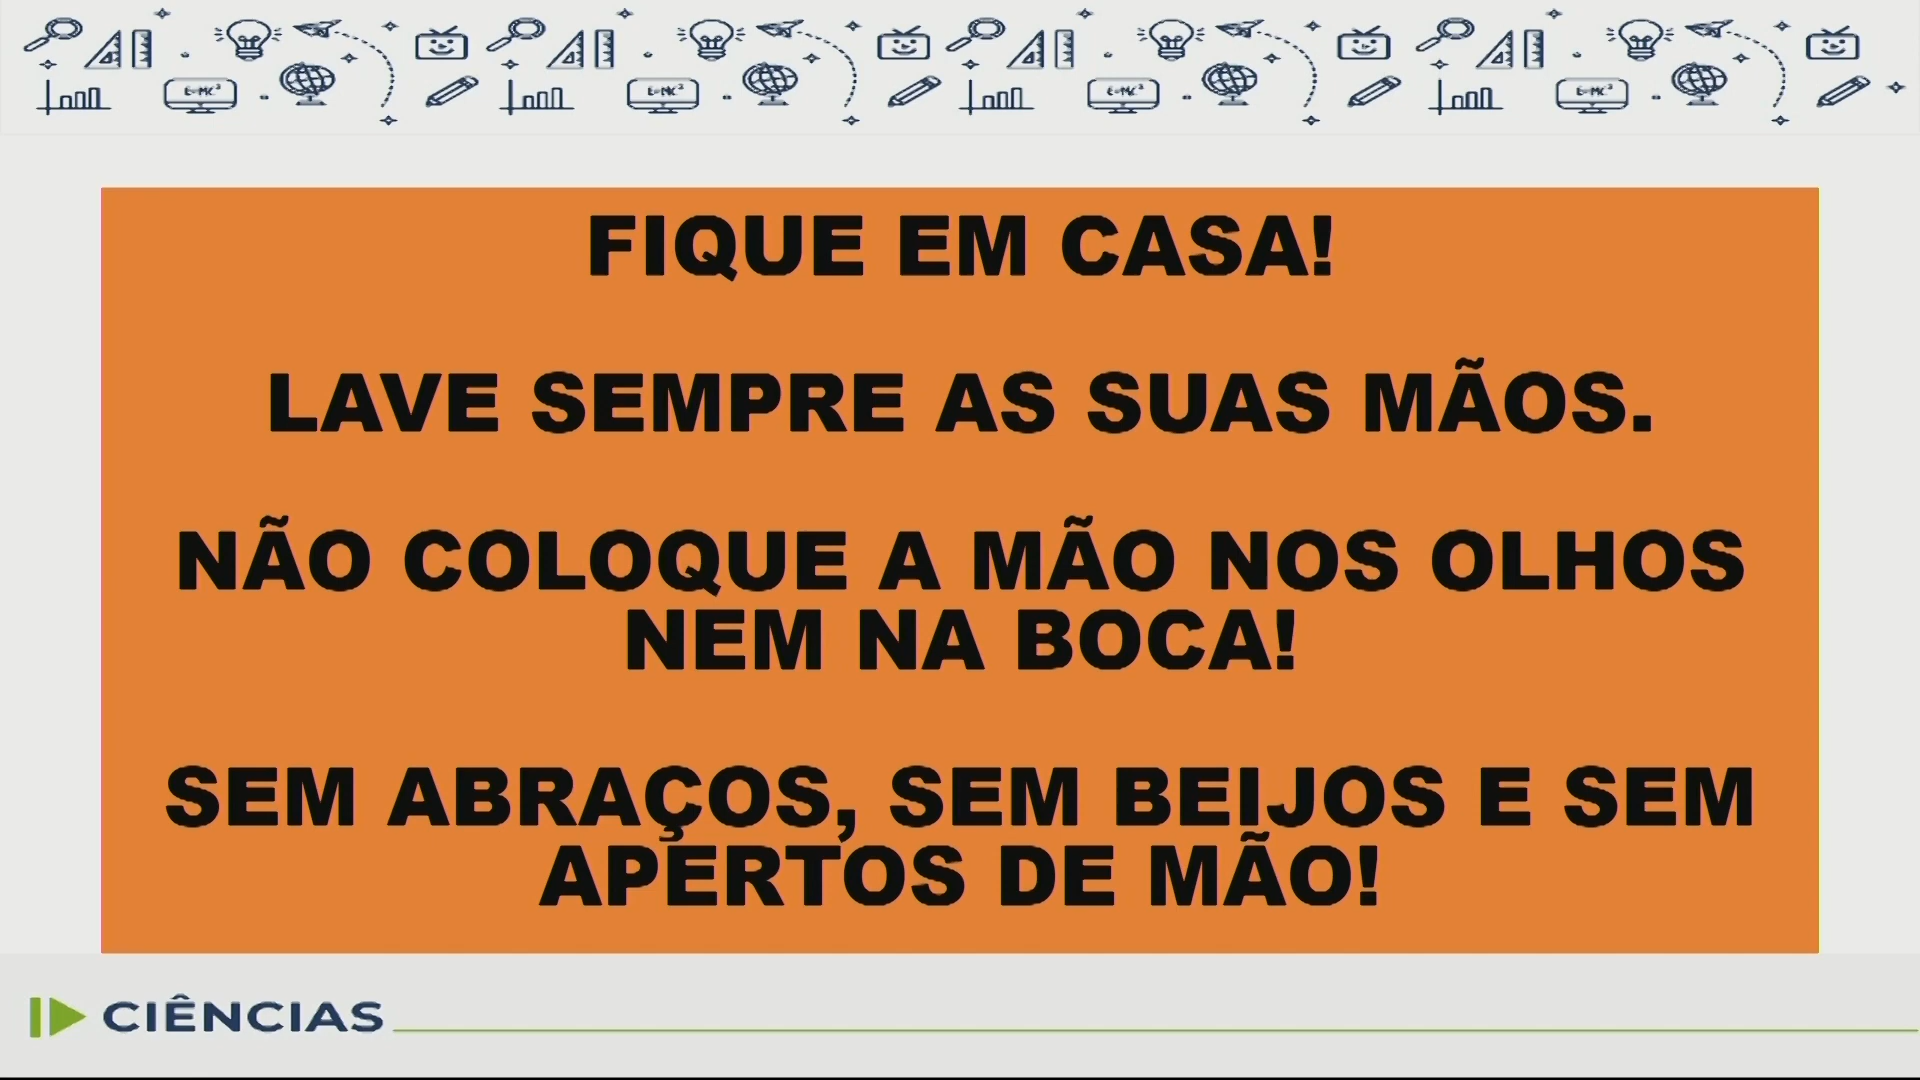 FIQUE EM CASA!
LAVE SEMPRE AS SUAS MÃOS.
NÃO COLOQUE A MÃO NOS OLHOS
NEM NA BOCA!
SEM ABRAÇOS, SEM BEIJOS E SEM
APERTOS DE MÃO!
CIÊNCIAS